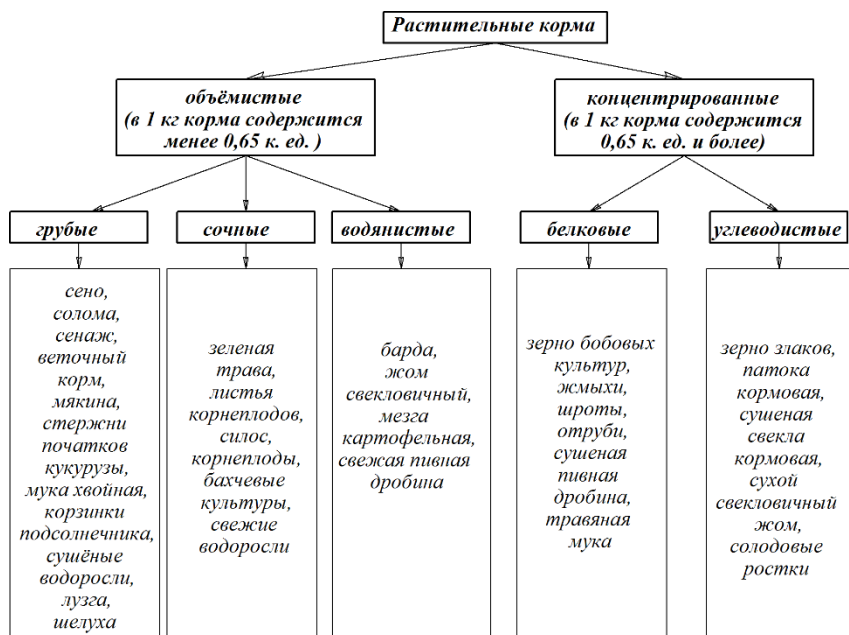 Растительные корма
объёмистые
(в 1 кг корма содержится
менее 0,65 к. ед. )
концентрированные
(в 1 кг корма содержится
0,65 к. ед. и более)
грубые
сочные
водянистые
белковые
углеводистые
сено,
солома,
сенаж,
веточный
корм,
мякина,
стержни
початков
кукурузы,
мука хвойная,
корзинки
подсолнечника,
сушёные
водоросли,
лузга,
шелуха
зеленая
трава,
листья
корнеплодов,
силос,
корнеплоды,
бахчевые
культуры,
свежие
водоросли
барда,
жом
свекловичный,
мезга
картофельная,
свежая пивная
дробина
зерно бобовых
культур,
жмыхи,
шроты,
отруби,
сушеная
пивная
дробина,
травяная
мука
зерно злаков,
патока
кормовая,
сушеная
свекла
кормовая,
сухой
свекловичный
жом,
солодовые
ростки